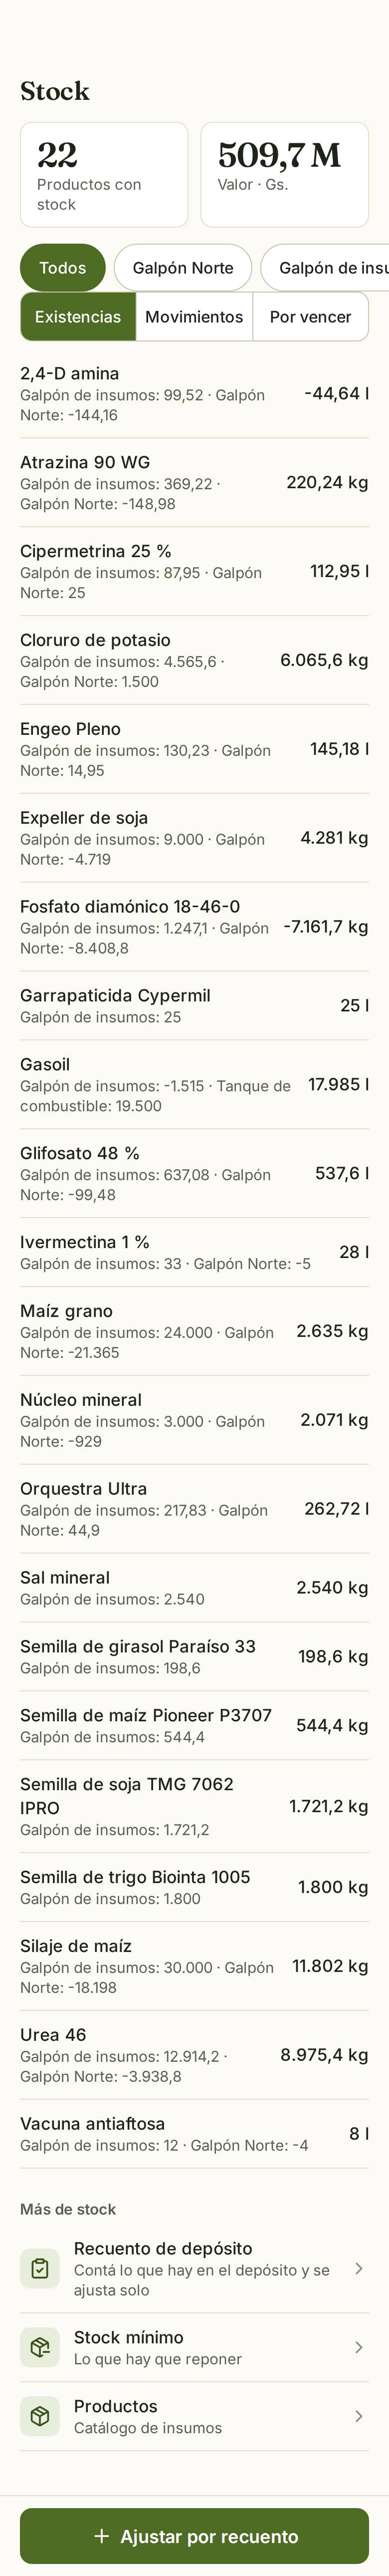 Stock
22
Productos con
stock
509,7 M
Valor · Gs.
Todos
Galpón Norte
Galpón de insu
Existencias
Movimientos
Por vencer
2,4-D amina
Galpón de insumos: 99,52 · Galpón
Norte: -144,16
-44,64 l
Atrazina 90 WG
Galpón de insumos: 369,22 ·
Galpón Norte: -148,98
220,24 kg
Cipermetrina 25 %
Galpón de insumos: 87,95 · Galpón
Norte: 25
112,95 l
Cloruro de potasio
Galpón de insumos: 4.565,6 ·
Galpón Norte: 1.500
6.065,6 kg
Engeo Pleno
Galpón de insumos: 130,23 · Galpón
Norte: 14,95
145,18 l
Expeller de soja
Galpón de insumos: 9.000 · Galpón
Norte: -4.719
4.281 kg
Fosfato diamónico 18-46-0
Galpón de insumos: 1.247,1 · Galpón
Norte: -8.408,8
-7.161,7 kg
Garrapaticida Cypermil
Galpón de insumos: 25
25 l
Gasoil
Galpón de insumos: -1.515 · Tanque de
combustible: 19.500
17.985 l
Glifosato 48 %
Galpón de insumos: 637,08 · Galpón
Norte: -99,48
537,6 l
Ivermectina 1 %
Galpón de insumos: 33 · Galpón Norte: -5
28 l
Maíz grano
Galpón de insumos: 24.000 · Galpón
Norte: -21.365
2.635 kg
Núcleo mineral
Galpón de insumos: 3.000 · Galpón
Norte: -929
2.071 kg
Orquestra Ultra
Galpón de insumos: 217,83 · Galpón
Norte: 44,9
262,72 l
Sal mineral
Galpón de insumos: 2.540
2.540 kg
Semilla de girasol Paraíso 33
Galpón de insumos: 198,6
198,6 kg
Semilla de maíz Pioneer P3707
Galpón de insumos: 544,4
544,4 kg
Semilla de soja TMG 7062
IPRO
Galpón de insumos: 1.721,2
1.721,2 kg
Semilla de trigo Biointa 1005
Galpón de insumos: 1.800
1.800 kg
Silaje de maíz
Galpón de insumos: 30.000 · Galpón
Norte: -18.198
11.802 kg
Urea 46
Galpón de insumos: 12.914,2 ·
Galpón Norte: -3.938,8
8.975,4 kg
Vacuna antiaftosa
Galpón de insumos: 12 · Galpón Norte: -4
8 l
Más de stock
Recuento de depósito
Contá lo que hay en el depósito y se
ajusta solo
Stock mínimo
Lo que hay que reponer
Productos
Catálogo de insumos
Ajustar por recuento